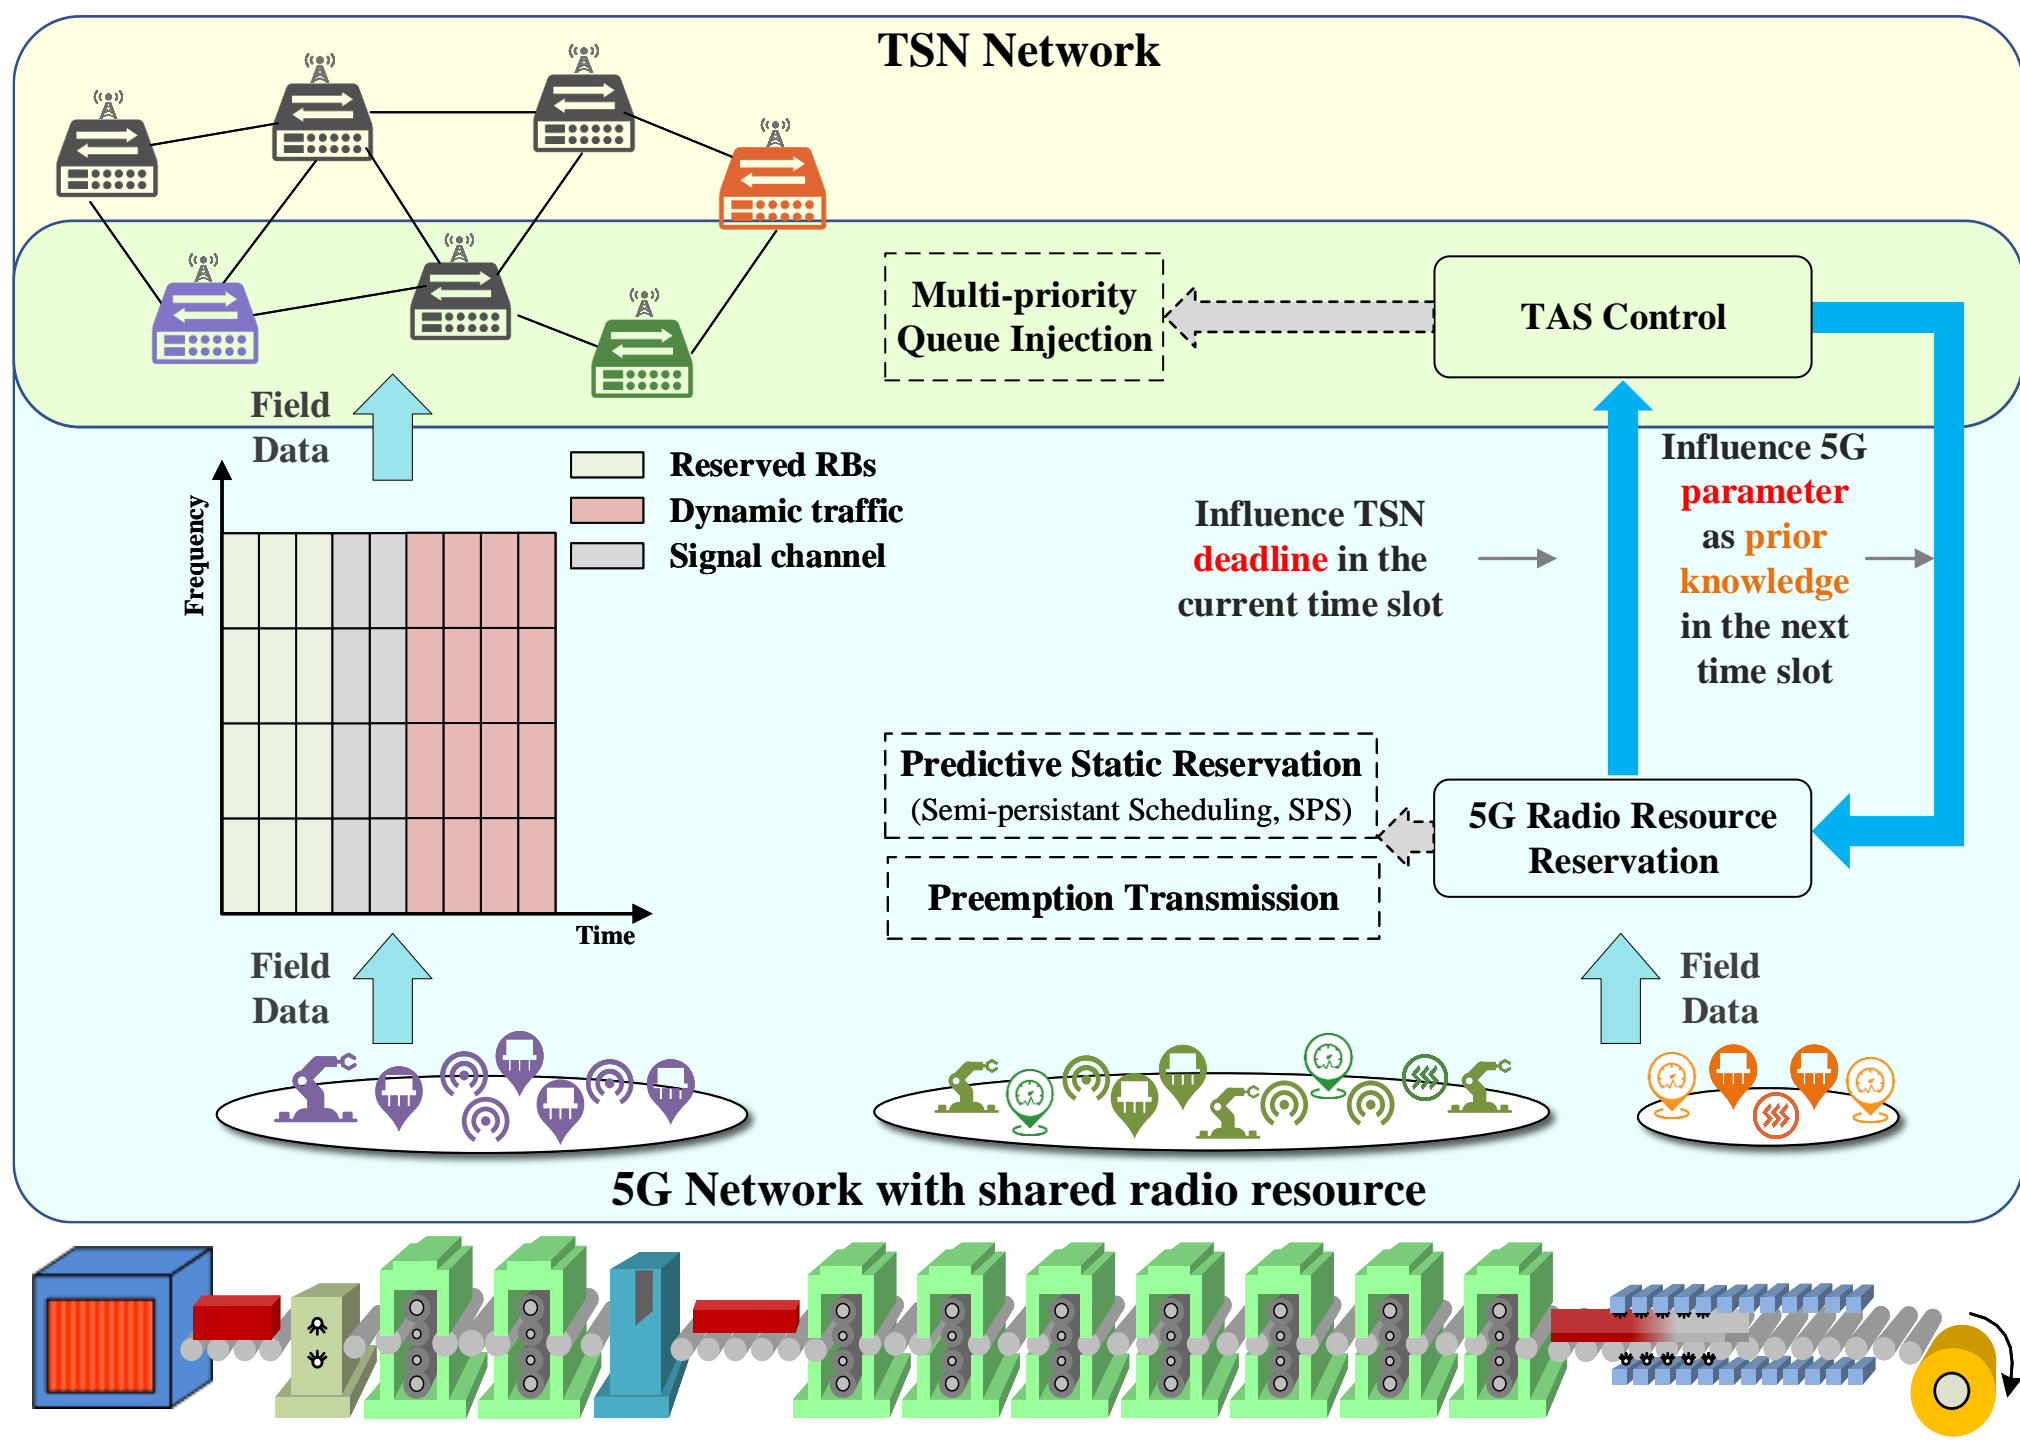 TSN Network
Multi-priority
Queue Injection
TAS Control
Field
Data
Reserved RBs
Dynamic traffic
Signal channel
Frequency
Time
Influence TSN
deadline in the
current time slot
Influence 5G
parameter
as prior
knowledge
in the next
time slot
Predictive Static Reservation
(Semi-persistant Scheduling, SPS)
5G Radio Resource
Reservation
Preemption Transmission
Field
Data
Field
Data
5G Network with shared radio resource